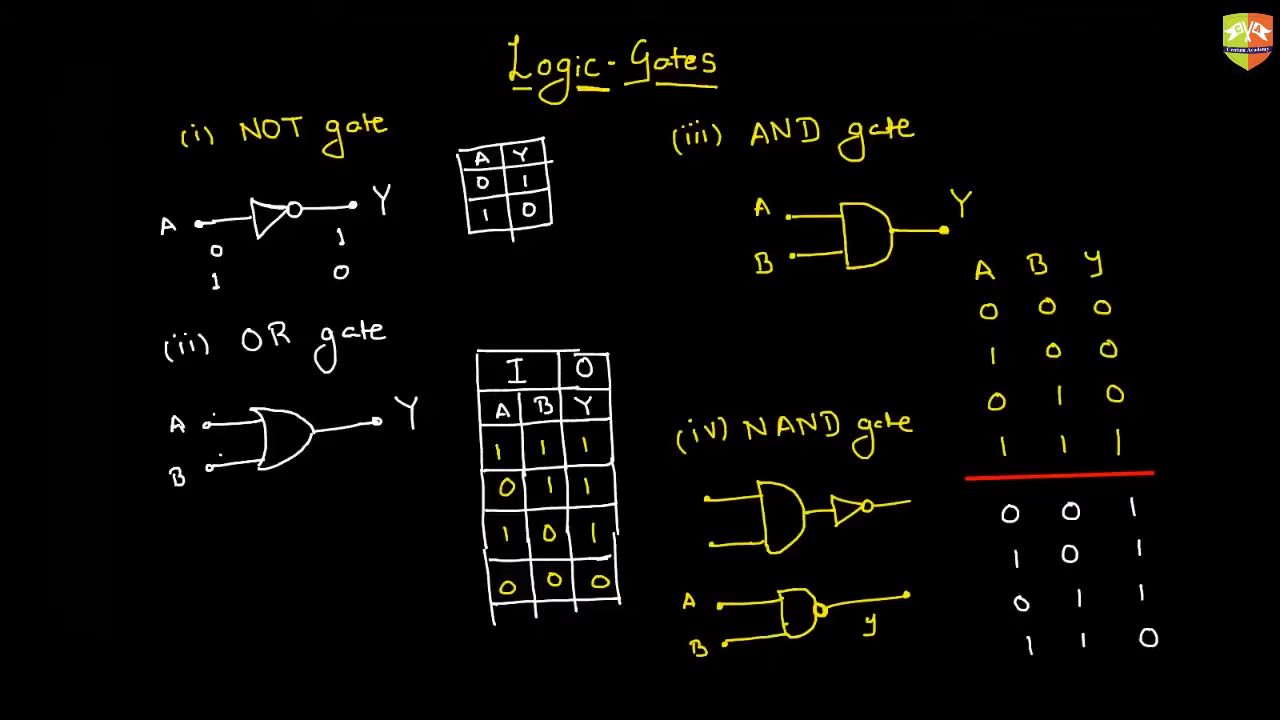 Logic-Gates
Centum Academy
(i) NOT gate
A Y
0 1
1 0
A Y
0 1
1 0
(ii) OR gate
A
B
Y
I O
A B Y
1 1 1
0 1 1
1 0 1
0 0 0
(iii) AND gate
A
B
Y
A B Y
0 0 0
1 0 0
0 1 0
1 1 1
(iv) NAND gate
A
B
y
0 0 1
1 0 1
0 1 1
1 1 0